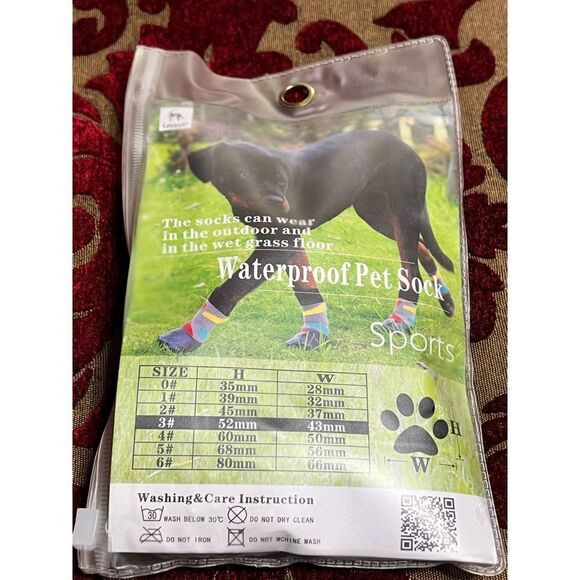 The socks can wear
in the outdoor and
in the wet grass floor
Waterproof Pet Sock
Sports
SIZE H W
0# 35mm 28mm
1# 39mm 32mm
2# 45mm 37mm
3# 52mm 43mm
4# 60mm 50mm
5# 68mm 56mm
6# 80mm 66mm
H
W
Washing&Care Instruction
30 WASH BELOW 30℃ DO NOT DRY CLEAN
DO NOT IRON DO NOT MCHINE WASH